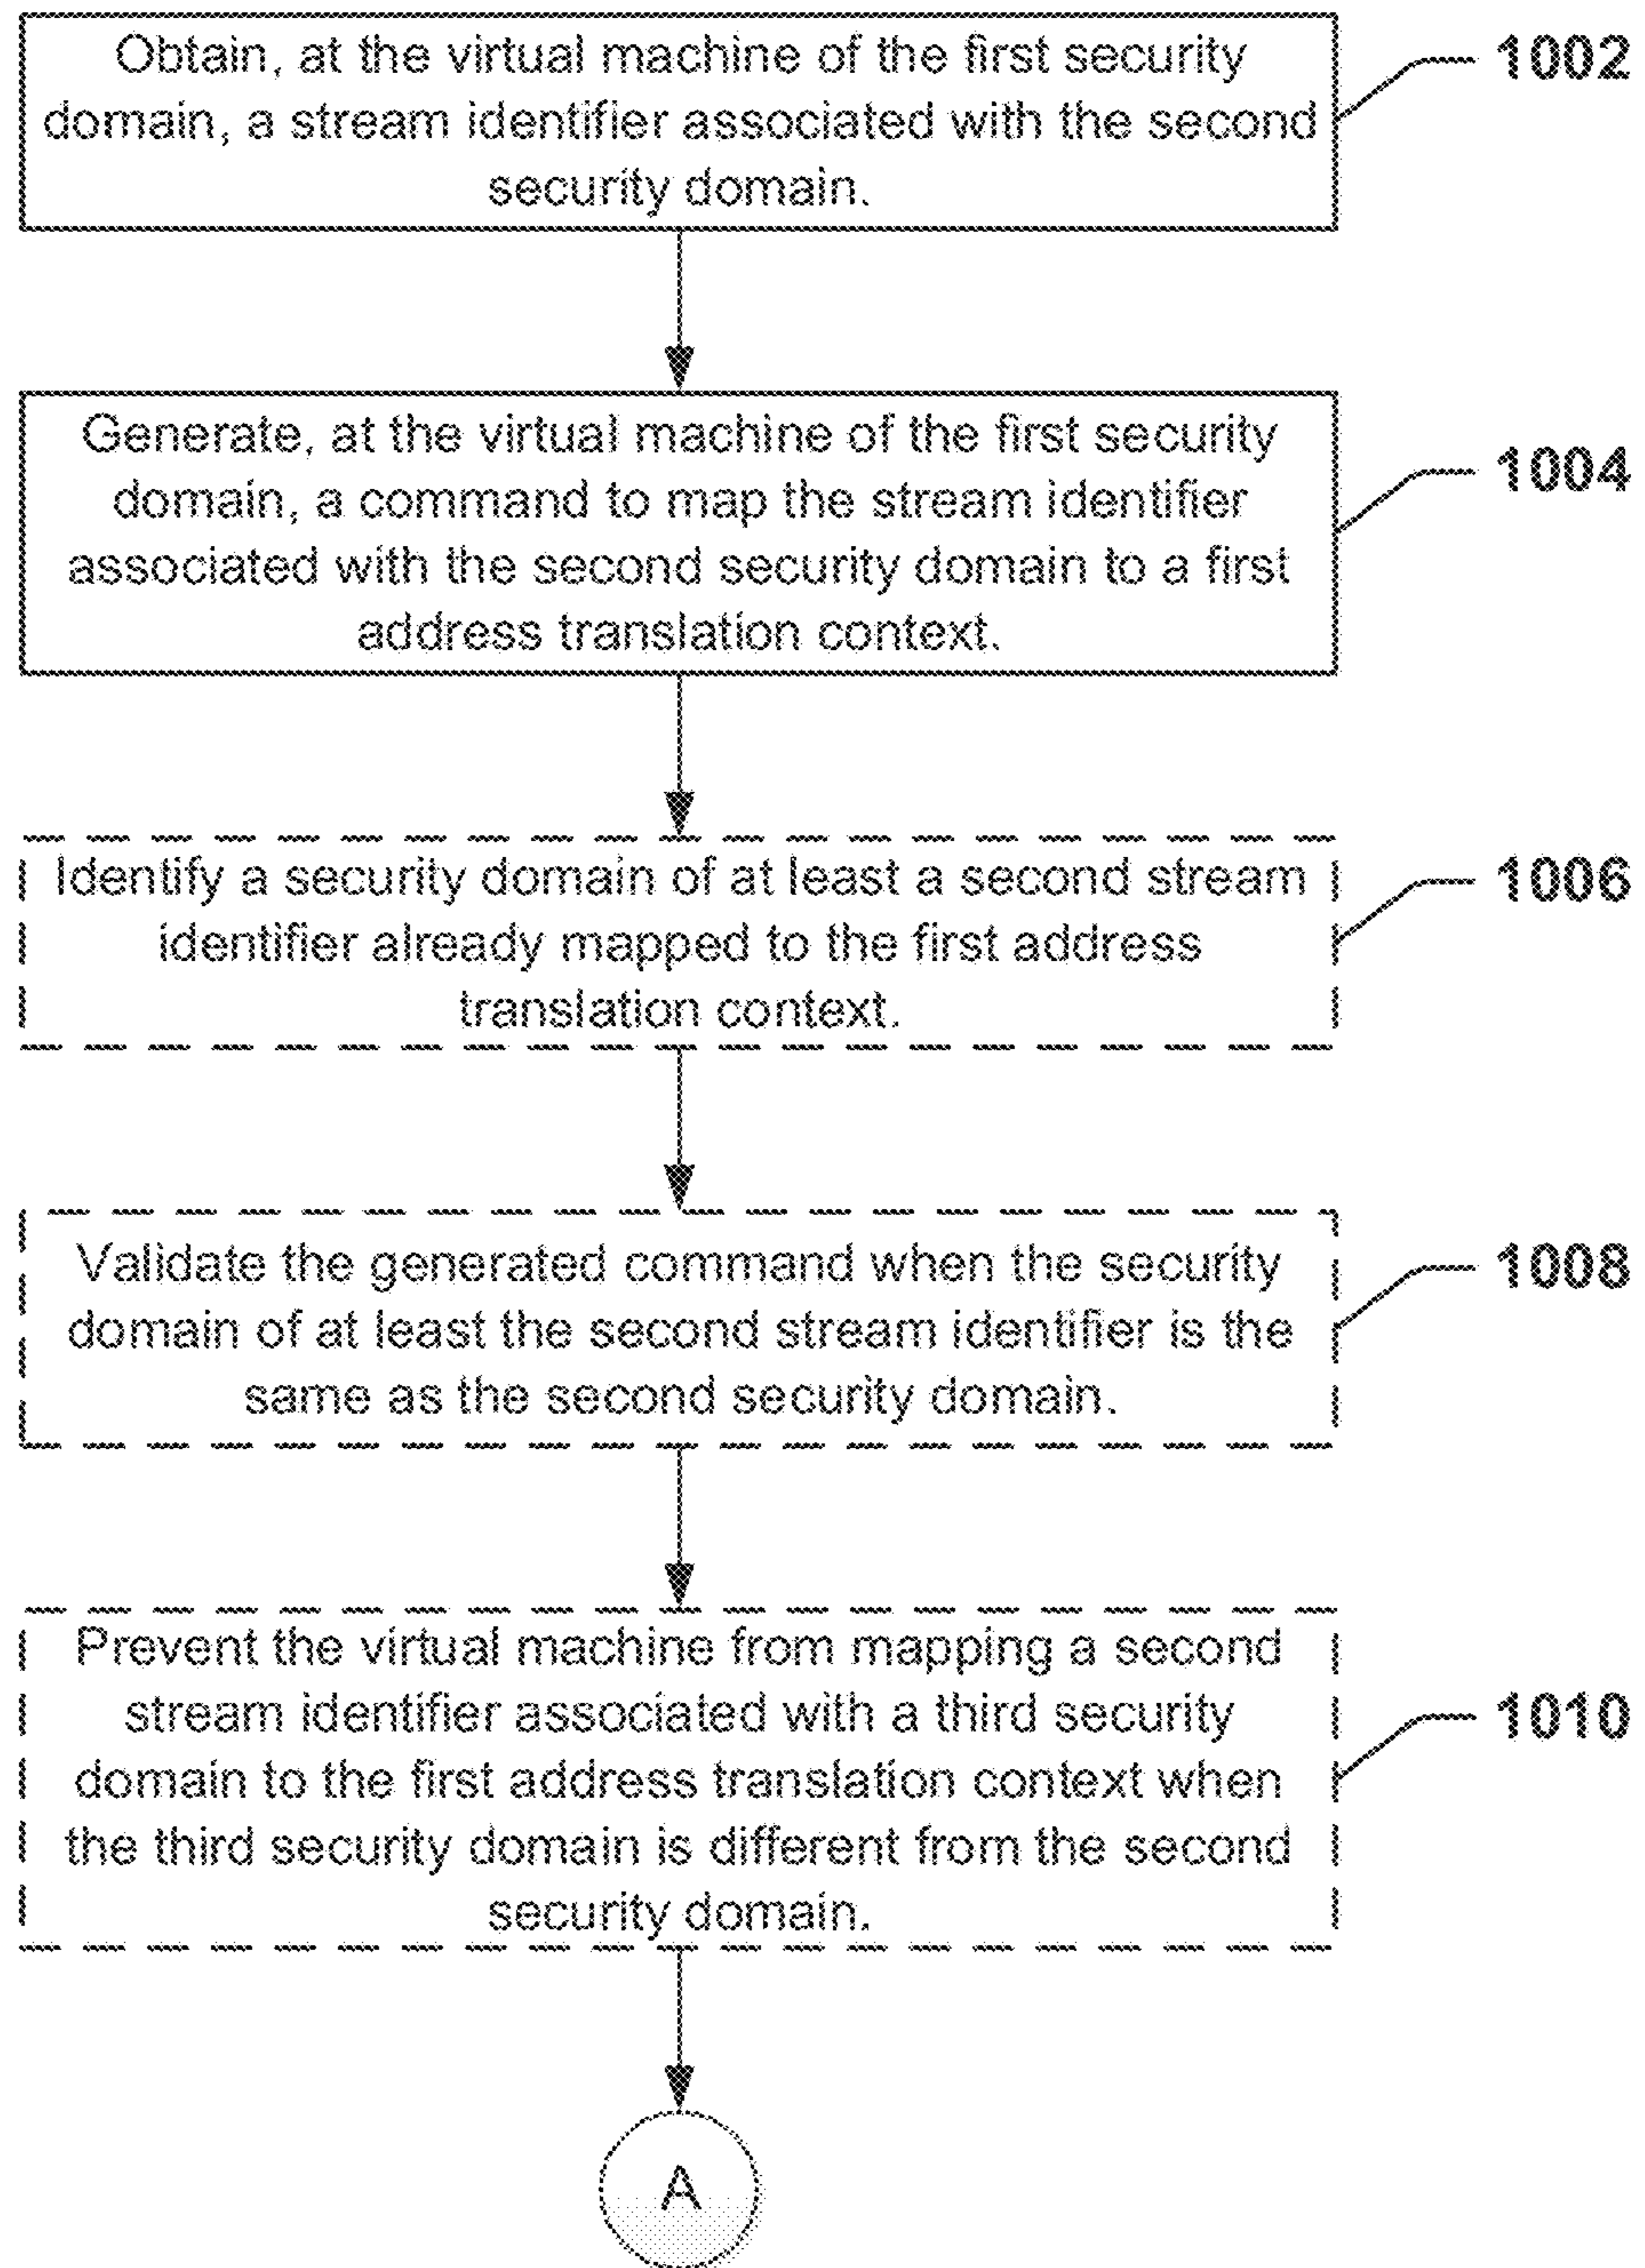 Obtain, at the virtual machine of the first security
domain, a stream identifier associated with the second
security domain.
1002
Generate, at the virtual machine of the first security
domain, a command to map the stream identifier
associated with the second security domain to a first
address translation context.
1004
Identify a security domain of at least a second stream
identifier already mapped to the first address
translation context.
1006
Validate the generated command when the security
domain of at least the second stream identifier is the
same as the second security domain.
1008
Prevent the virtual machine from mapping a second
stream identifier associated with a third security
domain to the first address translation context when
the third security domain is different from the second
security domain.
1010
A